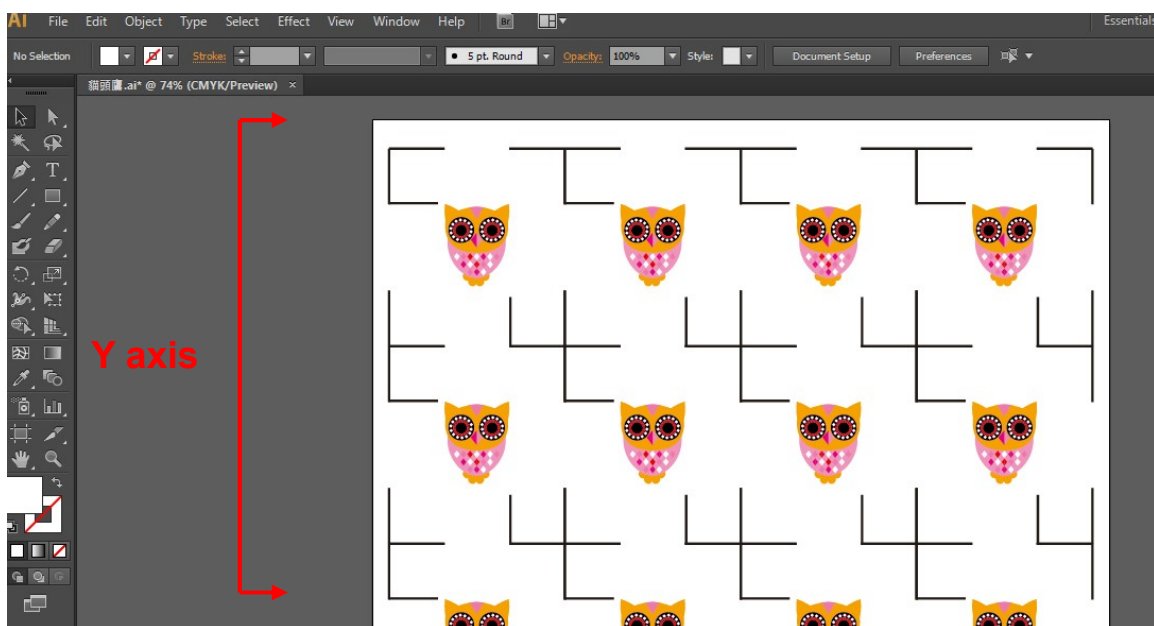 Ai File Edit Object Type Select Effect View Window Help Br Essentials
No Selection Stroke: 5 pt. Round Opacity: 100% Style: Document Setup Preferences
貓頭鷹.ai* @ 74% (CMYK/Preview) ×
Y axis